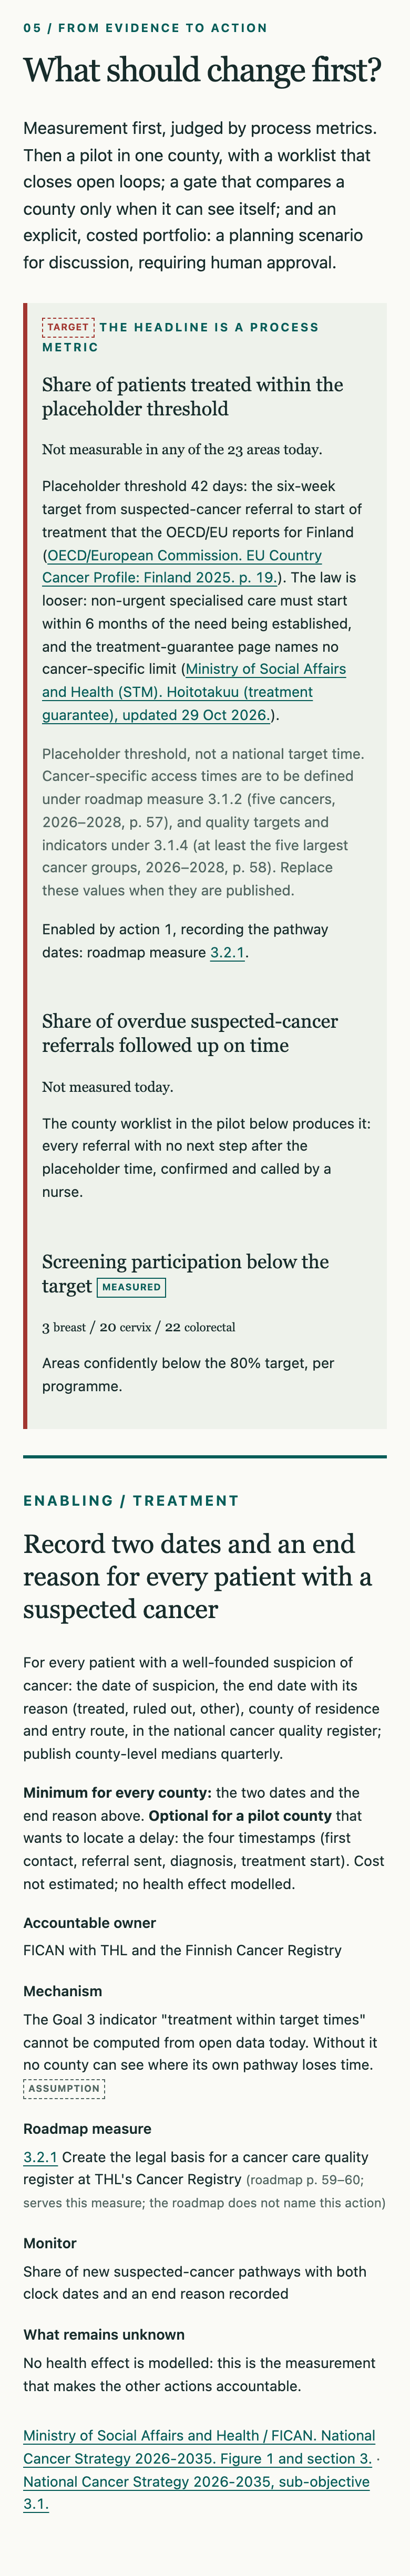 05 / FROM EVIDENCE TO ACTION
What should change first?
Measurement first, judged by process metrics.
Then a pilot in one county, with a worklist that
closes open loops; a gate that compares a
county only when it can see itself; and an
explicit, costed portfolio: a planning scenario
for discussion, requiring human approval.
TARGET THE HEADLINE IS A PROCESS
METRIC
Share of patients treated within the
placeholder threshold
Not measurable in any of the 23 areas today.
Placeholder threshold 42 days: the six-week
target from suspected-cancer referral to start of
treatment that the OECD/EU reports for Finland
(OECD/European Commission. EU Country
Cancer Profile: Finland 2025. p. 19.). The law is
looser: non-urgent specialised care must start
within 6 months of the need being established,
and the treatment-guarantee page names no
cancer-specific limit (Ministry of Social Affairs
and Health (STM). Hoitotakuu (treatment
guarantee), updated 29 Oct 2026.).
Placeholder threshold, not a national target time.
Cancer-specific access times are to be defined
under roadmap measure 3.1.2 (five cancers,
2026–2028, p. 57), and quality targets and
indicators under 3.1.4 (at least the five largest
cancer groups, 2026–2028, p. 58). Replace
these values when they are published.
Enabled by action 1, recording the pathway
dates: roadmap measure 3.2.1.
Share of overdue suspected-cancer
referrals followed up on time
Not measured today.
The county worklist in the pilot below produces it:
every referral with no next step after the
placeholder time, confirmed and called by a
nurse.
Screening participation below the
target MEASURED
3 breast / 20 cervix / 22 colorectal
Areas confidently below the 80% target, per
programme.
ENABLING / TREATMENT
Record two dates and an end
reason for every patient with a
suspected cancer
For every patient with a well-founded suspicion of
cancer: the date of suspicion, the end date with its
reason (treated, ruled out, other), county of residence
and entry route, in the national cancer quality register;
publish county-level medians quarterly.
Minimum for every county: the two dates and the
end reason above. Optional for a pilot county that
wants to locate a delay: the four timestamps (first
contact, referral sent, diagnosis, treatment start). Cost
not estimated; no health effect modelled.
Accountable owner
FICAN with THL and the Finnish Cancer Registry
Mechanism
The Goal 3 indicator "treatment within target times"
cannot be computed from open data today. Without it
no county can see where its own pathway loses time.
ASSUMPTION
Roadmap measure
3.2.1 Create the legal basis for a cancer care quality
register at THL's Cancer Registry (roadmap p. 59–60;
serves this measure; the roadmap does not name this action)
Monitor
Share of new suspected-cancer pathways with both
clock dates and an end reason recorded
What remains unknown
No health effect is modelled: this is the measurement
that makes the other actions accountable.
Ministry of Social Affairs and Health / FICAN. National
Cancer Strategy 2026-2035. Figure 1 and section 3. ·
National Cancer Strategy 2026-2035, sub-objective
3.1.